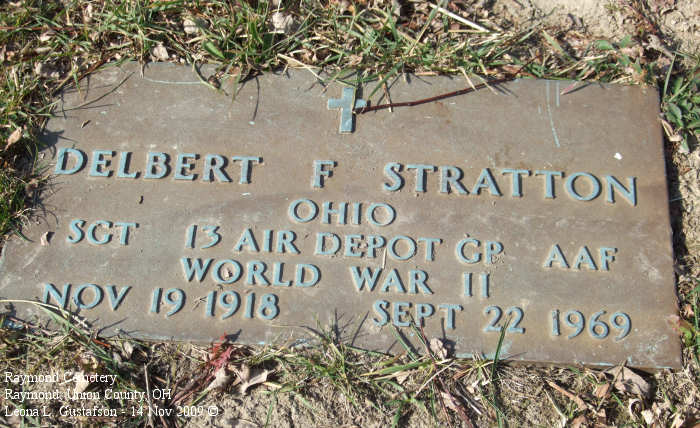 DELBERT F STRATTON
OHIO
SGT 13 AIR DEPOT GP AAF
WORLD WAR II
NOV 19 1918 SEPT 22 1969
Raymond Cemetery
Raymond, Union County, OH
Leona L. Gustafson - 14 Nov 2009 ©